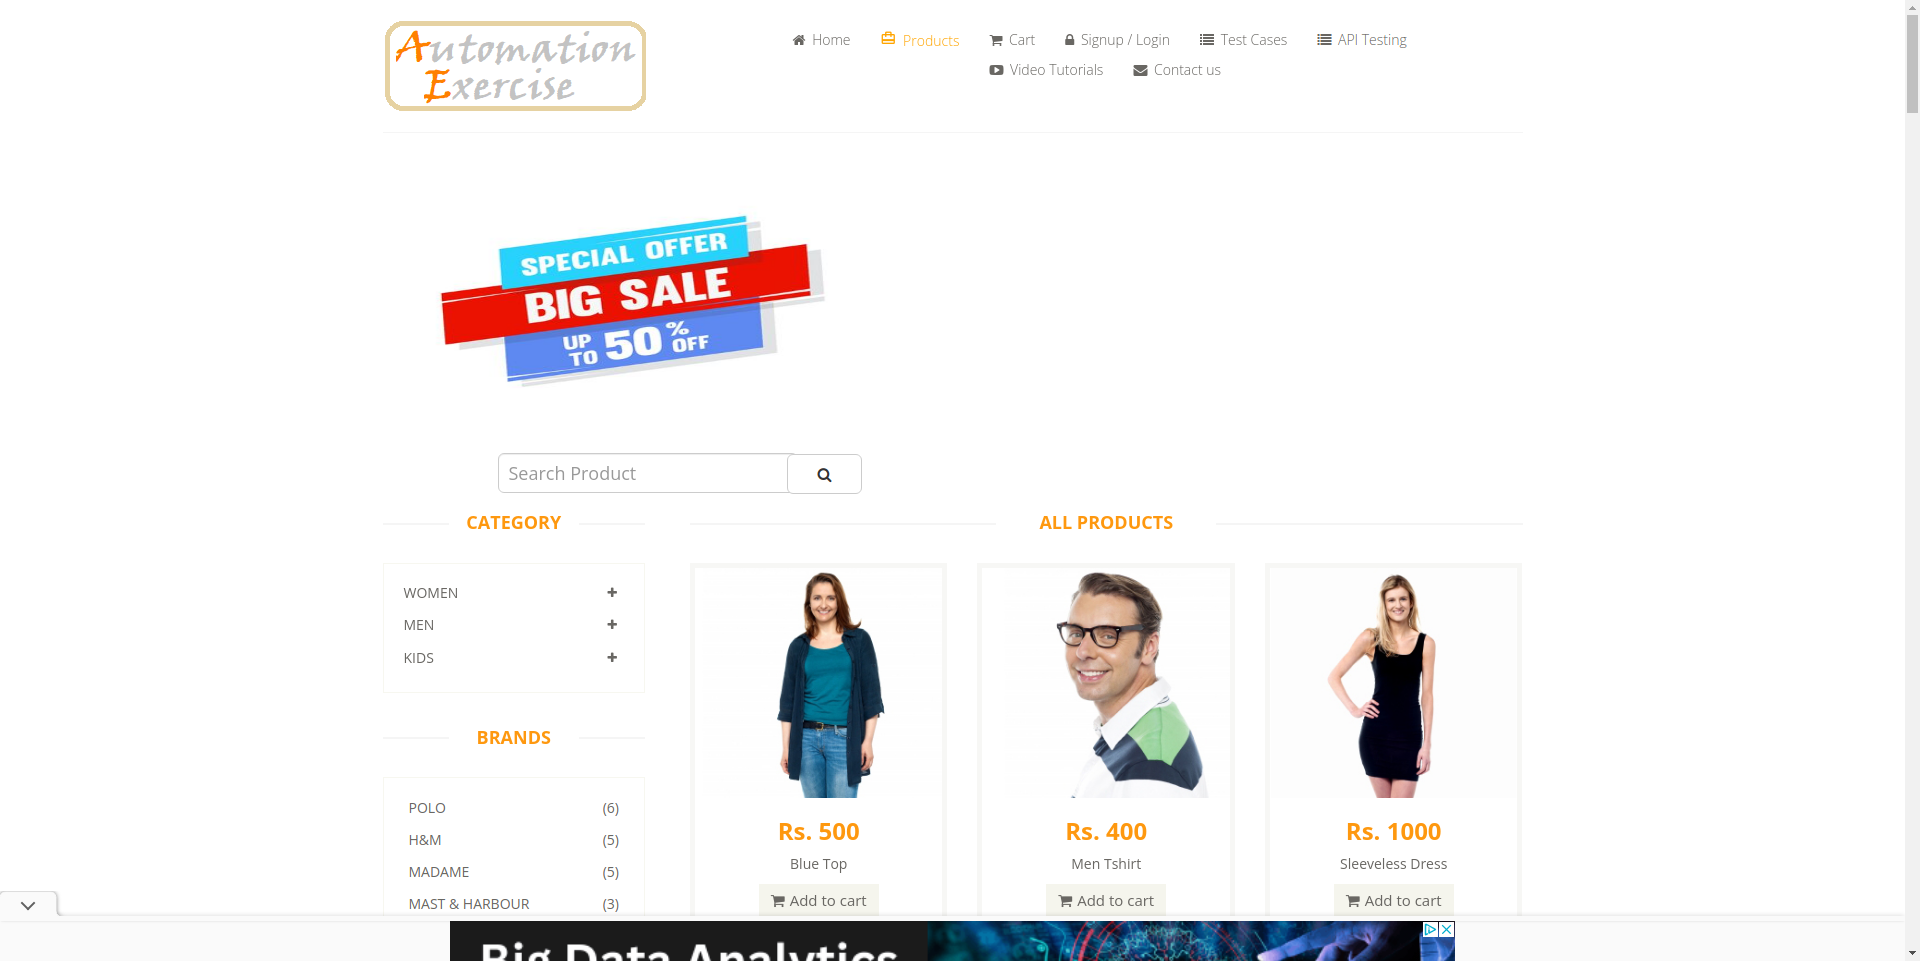 Automation
Exercise
Home
Products
Cart
Signup / Login
Test Cases
API Testing
Video Tutorials
Contact us
SPECIAL OFFER
BIG SALE
UP TO 50% OFF
Search Product
CATEGORY
WOMEN
MEN
KIDS
BRANDS
POLO (6)
H&M (5)
MADAME (5)
MAST & HARBOUR (3)
ALL PRODUCTS
Rs. 500
Blue Top
Add to cart
Rs. 400
Men Tshirt
Add to cart
Rs. 1000
Sleeveless Dress
Add to cart
Big Data Analytics